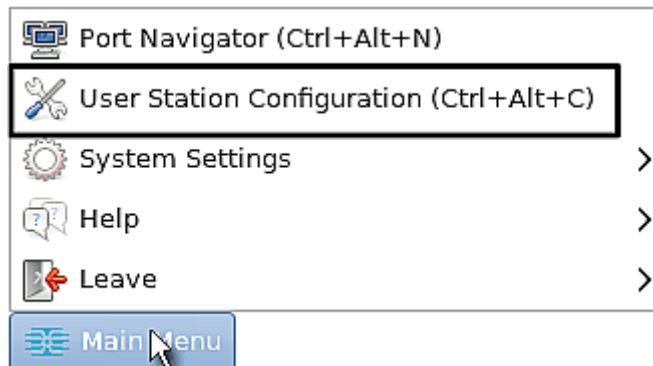 Port Navigator (Ctrl+Alt+N)
User Station Configuration (Ctrl+Alt+C)
System Settings
Help
Leave
Main Menu